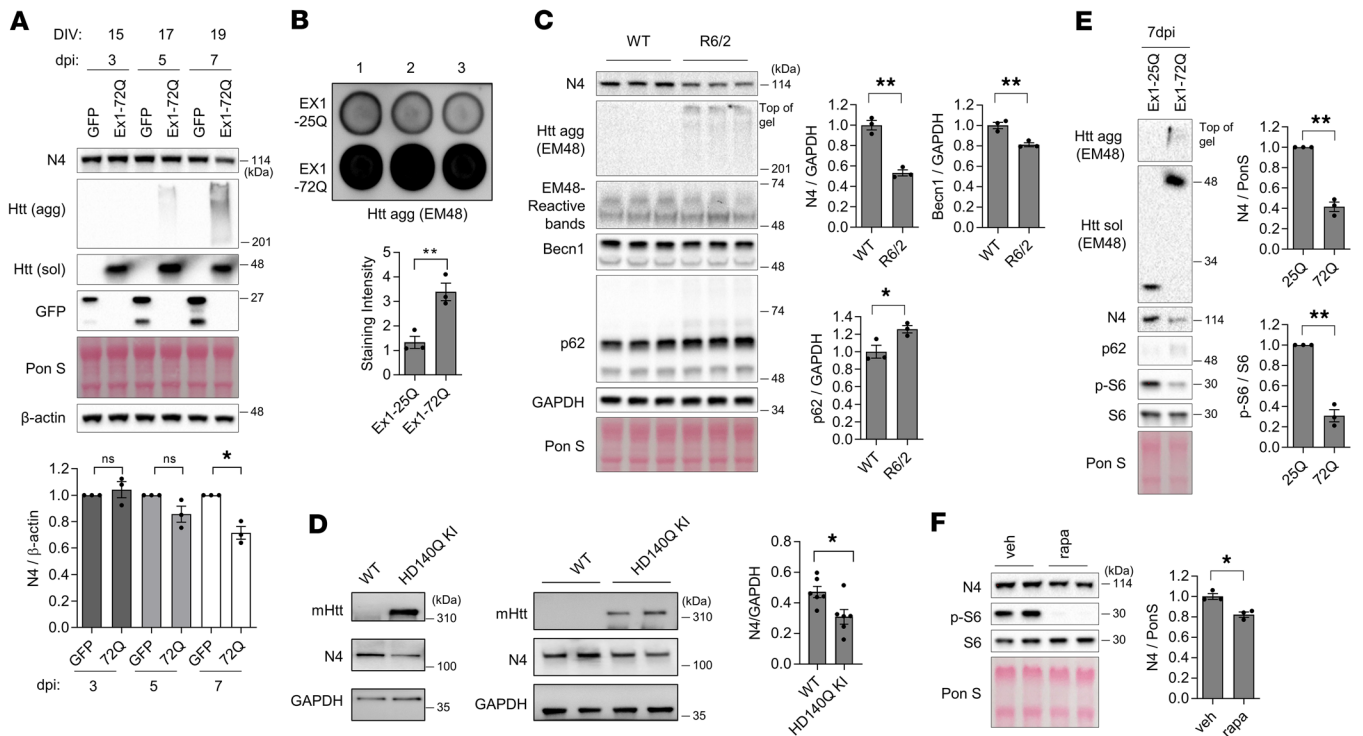 A
DIV: 15 17 19
dpi: 3 5 7
GFP Ex1-72Q GFP Ex1-72Q GFP Ex1-72Q
N4
114
(kDa)
Htt (agg)
201
Htt (sol)
48
GFP
27
Pon S
β-actin
48
N4 / β-actin
1.2
1.0
0.8
0.6
0.4
0.2
0.0
ns ns *
GFP 72Q GFP 72Q GFP 72Q
dpi: 3 5 7
B
1 2 3
EX1
-25Q
EX1
-72Q
Htt agg (EM48)
Staining Intensity
5
4
3
2
1
0
**
Ex1-25Q Ex1-72Q
C
WT R6/2
(kDa)
N4
114
Htt agg
(EM48)
Top of
gel
201
EM48-
Reactive
bands
74
48
Becn1
48
p62
74
48
GAPDH
34
Pon S
N4 / GAPDH
1.2
1.0
0.8
0.6
0.4
0.2
0.0
**
WT R6/2
Becn1 / GAPDH
1.2
1.0
0.8
0.6
0.4
0.2
0.0
**
WT R6/2
p62 / GAPDH
1.4
1.2
1.0
0.8
0.6
0.4
0.2
0.0
*
WT R6/2
D
WT HD140Q KI
(kDa)
mHtt
310
N4
100
GAPDH
35
WT HD140Q KI
(kDa)
mHtt
310
N4
100
GAPDH
35
N4/GAPDH
0.8
0.6
0.4
0.2
0.0
*
WT HD140Q KI
E
7dpi
Ex1-25Q Ex1-72Q
Htt agg
(EM48)
Top of
gel
Htt sol
(EM48)
48
34
N4
114
p62
48
p-S6
30
S6
30
Pon S
N4 / PonS
1.2
1.0
0.8
0.6
0.4
0.2
0.0
**
25Q 72Q
p-S6 / S6
1.2
1.0
0.8
0.6
0.4
0.2
0.0
**
25Q 72Q
F
veh rapa
(kDa)
N4
114
p-S6
30
S6
30
Pon S
N4 / PonS
1.2
1.0
0.8
0.6
0.4
0.2
0.0
*
veh rapa